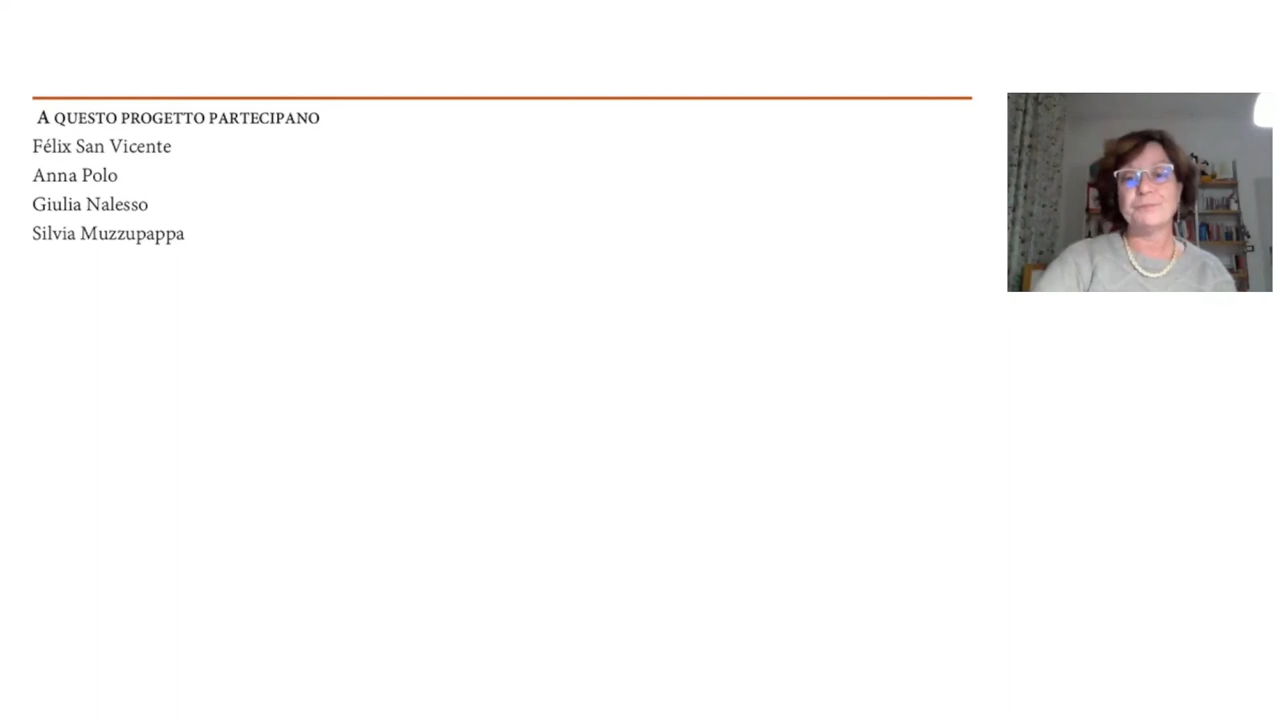 A QUESTO PROGETTO PARTECIPANO
Félix San Vicente
Anna Polo
Giulia Nalesso
Silvia Muzzupappa